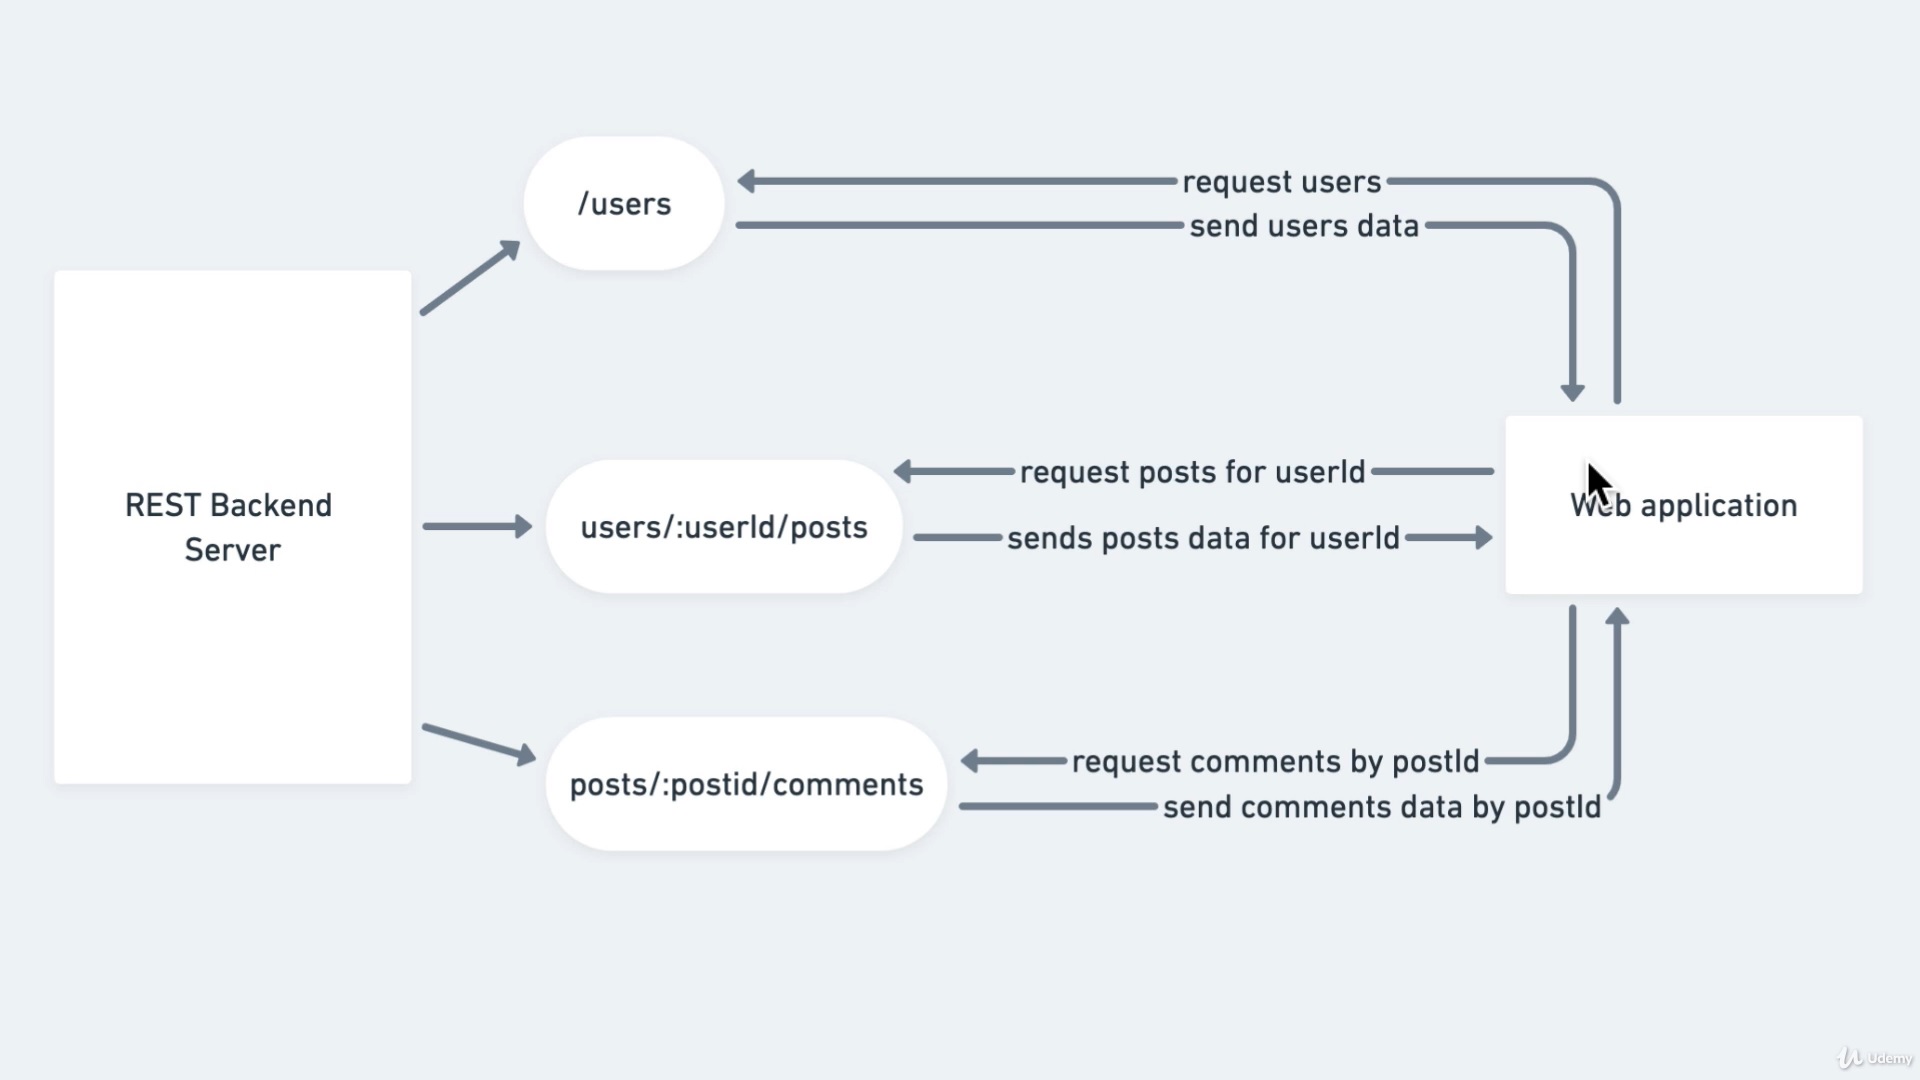 /users
request users
send users data
REST Backend
Server
users/:userId/posts
request posts for userId
sends posts data for userId
Web application
posts/:postid/comments
request comments by postId
send comments data by postId
Udemy